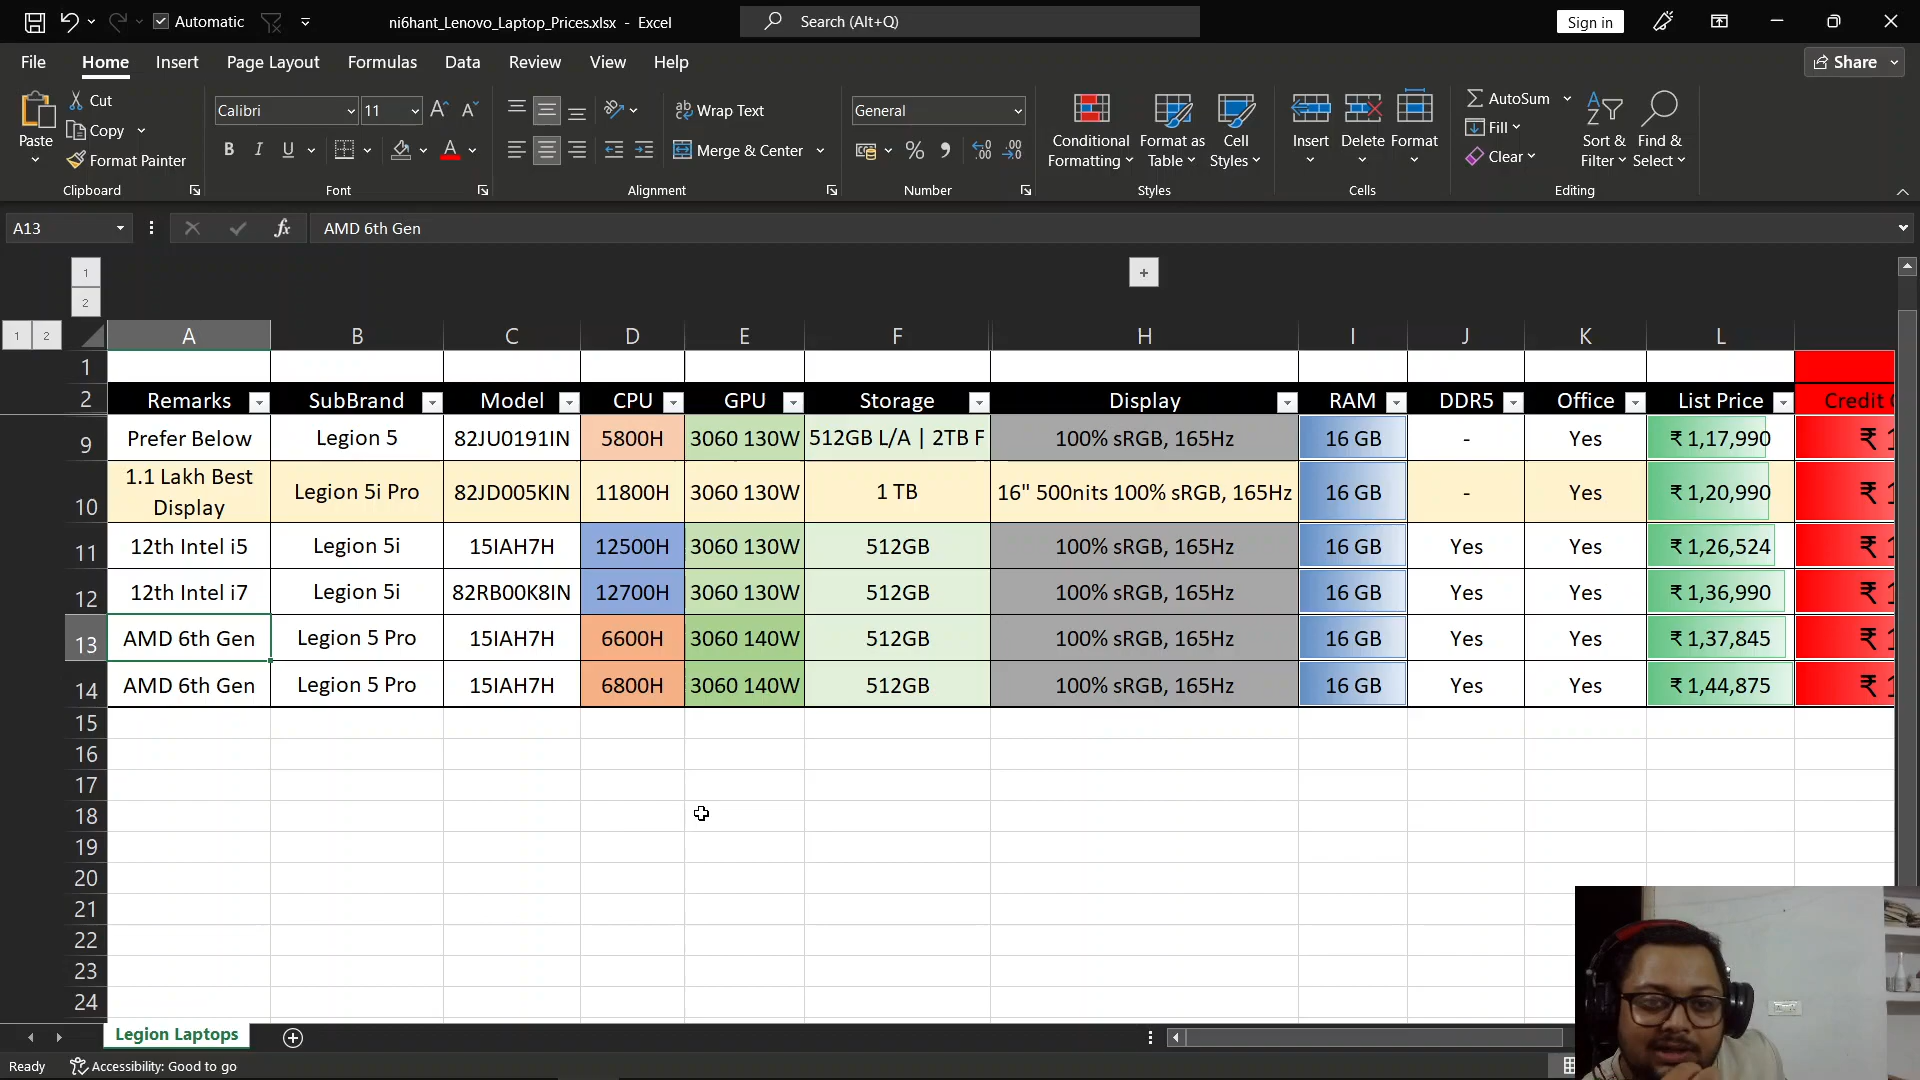 Automatic
ni6hant_Lenovo_Laptop_Prices.xlsx - Excel
Search (Alt+Q)
Sign in
File Home Insert Page Layout Formulas Data Review View Help
Share
Paste
Cut
Copy
Format Painter
Clipboard
Calibri 11
B I U
Font
Wrap Text
Merge & Center
Alignment
General
Number
Conditional Formatting
Format as Table
Cell Styles
Styles
Insert Delete Format
Cells
AutoSum
Fill
Clear
Sort & Filter
Find & Select
Editing
A13 fx AMD 6th Gen
1
2
1 2 A B C D E F H I J K L
1
2 Remarks SubBrand Model CPU GPU Storage Display RAM DDR5 Office List Price Credit
9 Prefer Below Legion 5 82JU0191IN 5800H 3060 130W 512GB L/A | 2TB F 100% sRGB, 165Hz 16 GB - Yes ₹ 1,17,990 ₹ 1
10 1.1 Lakh Best Display Legion 5i Pro 82JD005KIN 11800H 3060 130W 1 TB 16" 500nits 100% sRGB, 165Hz 16 GB - Yes ₹ 1,20,990 ₹ 1
11 12th Intel i5 Legion 5i 15IAH7H 12500H 3060 130W 512GB 100% sRGB, 165Hz 16 GB Yes Yes ₹ 1,26,524 ₹ 1
12 12th Intel i7 Legion 5i 82RB00K8IN 12700H 3060 130W 512GB 100% sRGB, 165Hz 16 GB Yes Yes ₹ 1,36,990 ₹ 1
13 AMD 6th Gen Legion 5 Pro 15IAH7H 6600H 3060 140W 512GB 100% sRGB, 165Hz 16 GB Yes Yes ₹ 1,37,845 ₹ 1
14 AMD 6th Gen Legion 5 Pro 15IAH7H 6800H 3060 140W 512GB 100% sRGB, 165Hz 16 GB Yes Yes ₹ 1,44,875 ₹ 1
15
16
17
18
19
20
21
22
23
24
Legion Laptops
Ready Accessibility: Good to go